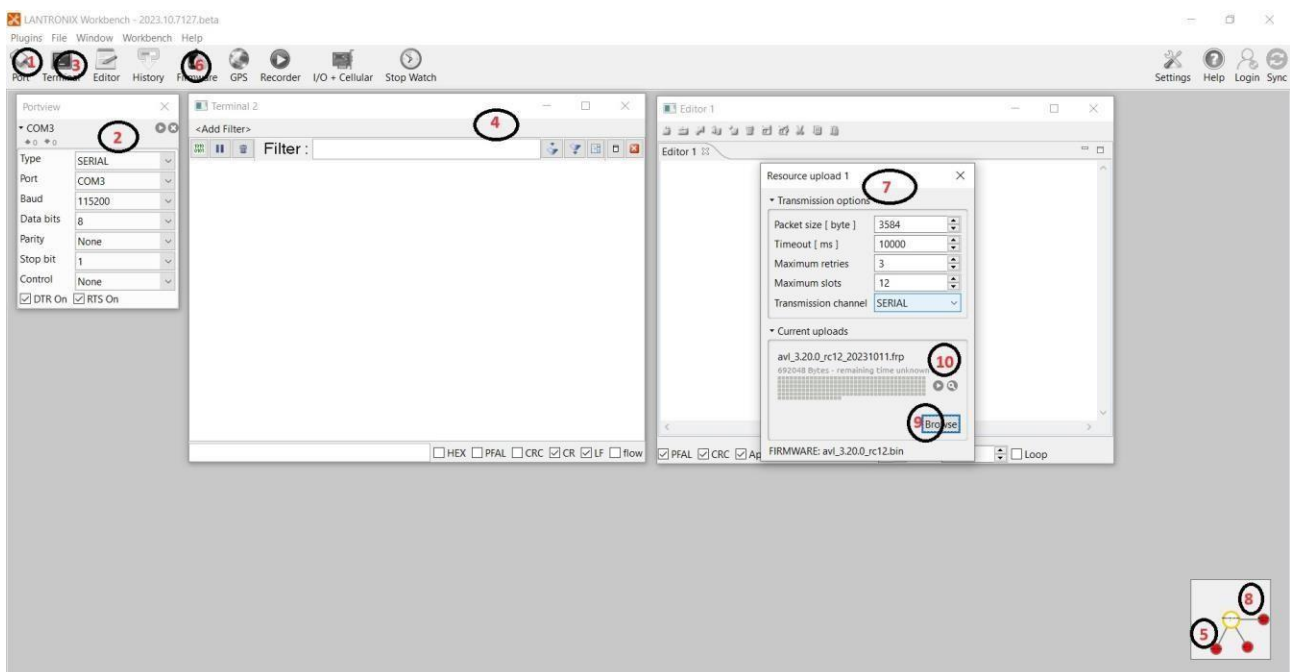 LANTRONIX Workbench - 2023.10.7127.beta
Plugins File Window Workbench Help
1 3 6
Port Terminal Editor History Firmware GPS Recorder I/O + Cellular Stop Watch Settings Help Login Sync
Portview
COM3
0 0
2
Type SERIAL
Port COM3
Baud 115200
Data bits 8
Parity None
Stop bit 1
Control None
DTR On RTS On
Terminal 2
4
<Add Filter>
Filter :
HEX PFAL CRC CR LF flow
Editor 1
Editor 1
Resource upload 1
7
Transmission options
Packet size [ byte ] 3584
Timeout [ ms ] 10000
Maximum retries 3
Maximum slots 12
Transmission channel SERIAL
Current uploads
avl_3.20.0_rc12_20231011.frp
692048 Bytes - remaining time unknown
10
9 Browse
FIRMWARE: avl_3.20.0_rc12.bin
PFAL CRC Loop
8
5